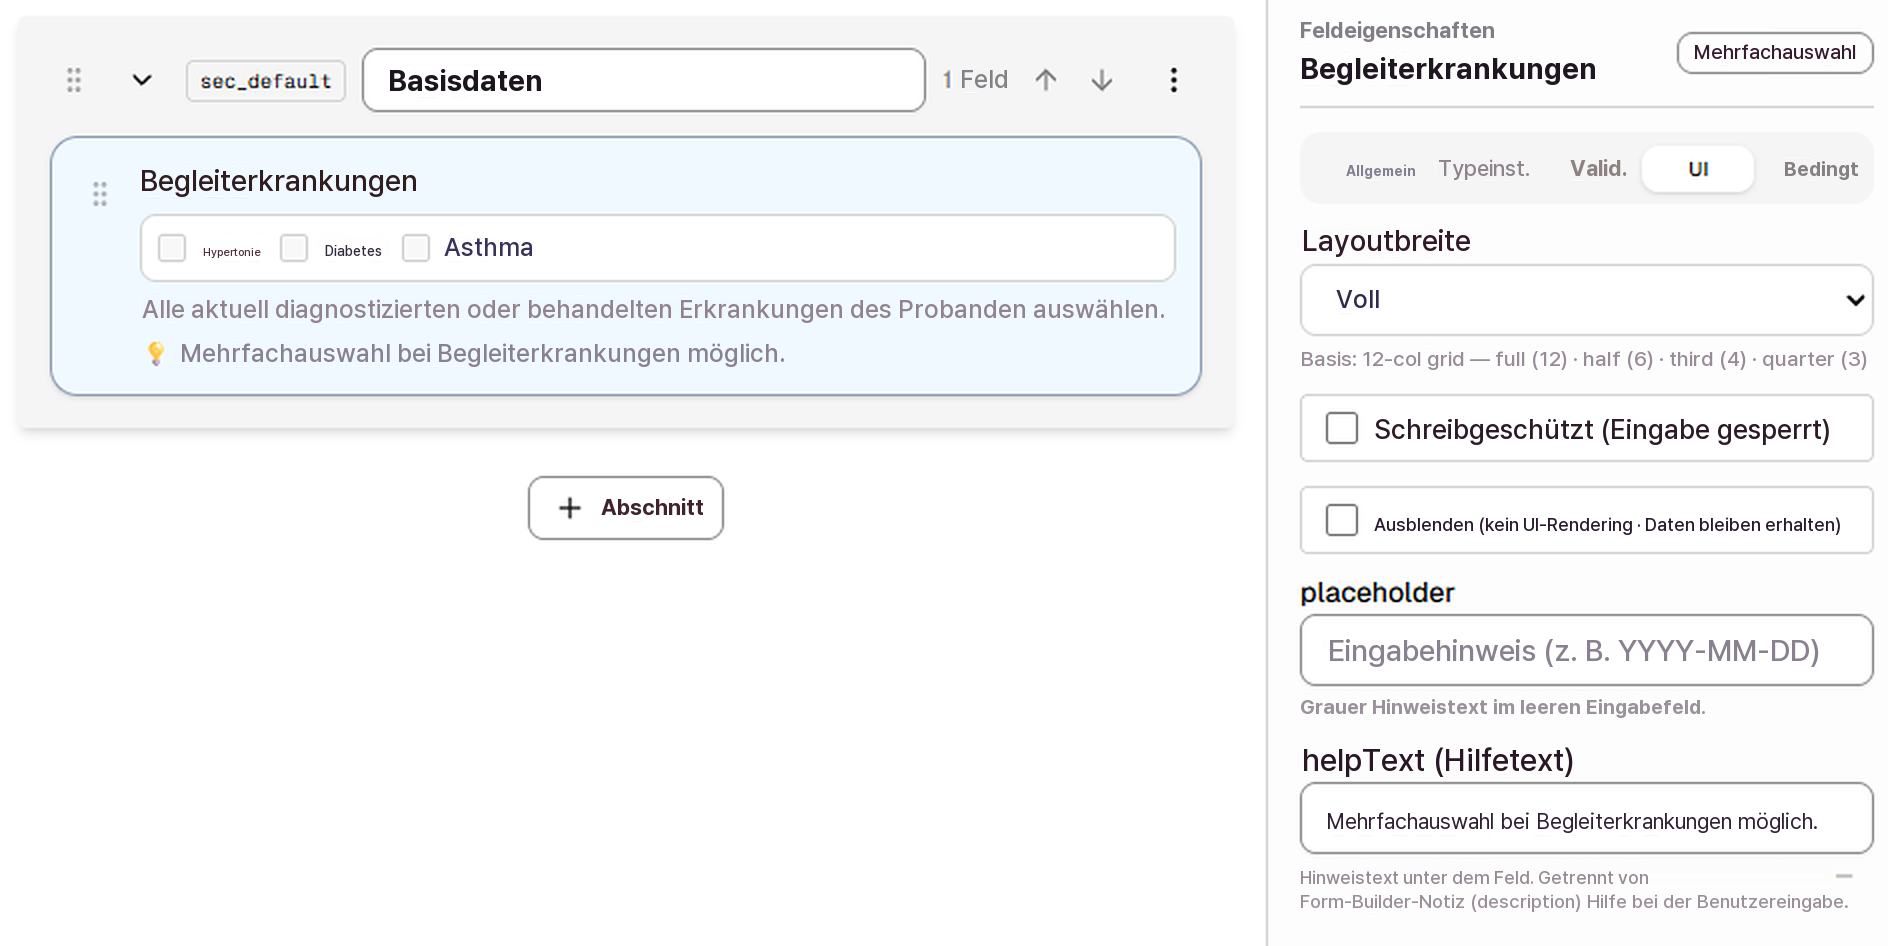 sec_default Basisdaten 1 Feld
Begleiterkrankungen
Hypertonie Diabetes Asthma
Alle aktuell diagnostizierten oder behandelten Erkrankungen des Probanden auswählen.
💡 Mehrfachauswahl bei Begleiterkrankungen möglich.
+ Abschnitt
Feldeigenschaften
Begleiterkrankungen
Mehrfachauswahl
Allgemein Typeinst. Valid. UI Bedingt
Layoutbreite
Voll
Basis: 12-col grid — full (12) · half (6) · third (4) · quarter (3)
Schreibgeschützt (Eingabe gesperrt)
Ausblenden (kein UI-Rendering · Daten bleiben erhalten)
placeholder
Eingabehinweis (z. B. YYYY-MM-DD)
Grauer Hinweistext im leeren Eingabefeld.
helpText (Hilfetext)
Mehrfachauswahl bei Begleiterkrankungen möglich.
Hinweistext unter dem Feld. Getrennt von —
Form-Builder-Notiz (description) Hilfe bei der Benutzereingabe.